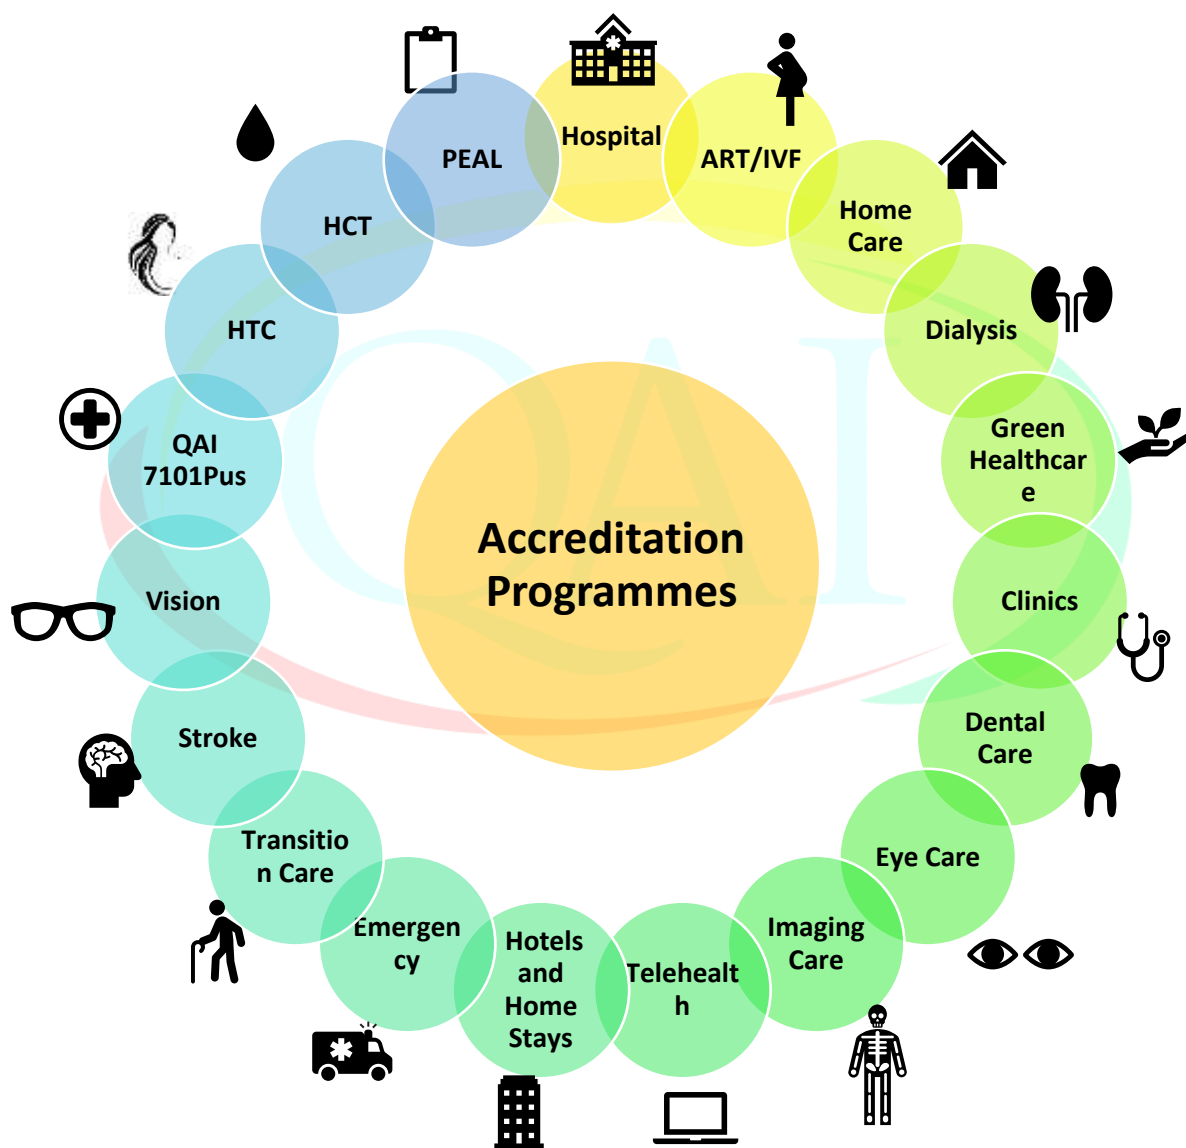 Hospital
ART/IVF
Home
Care
Dialysis
Green
Healthcar
e
Clinics
Dental
Care
Eye Care
Imaging
Care
Telehealt
h
Hotels
and
Home
Stays
Emergen
cy
Transitio
n Care
Stroke
Vision
QAI
7101Pus
HTC
HCT
PEAL
Accreditation
Programmes
QAI